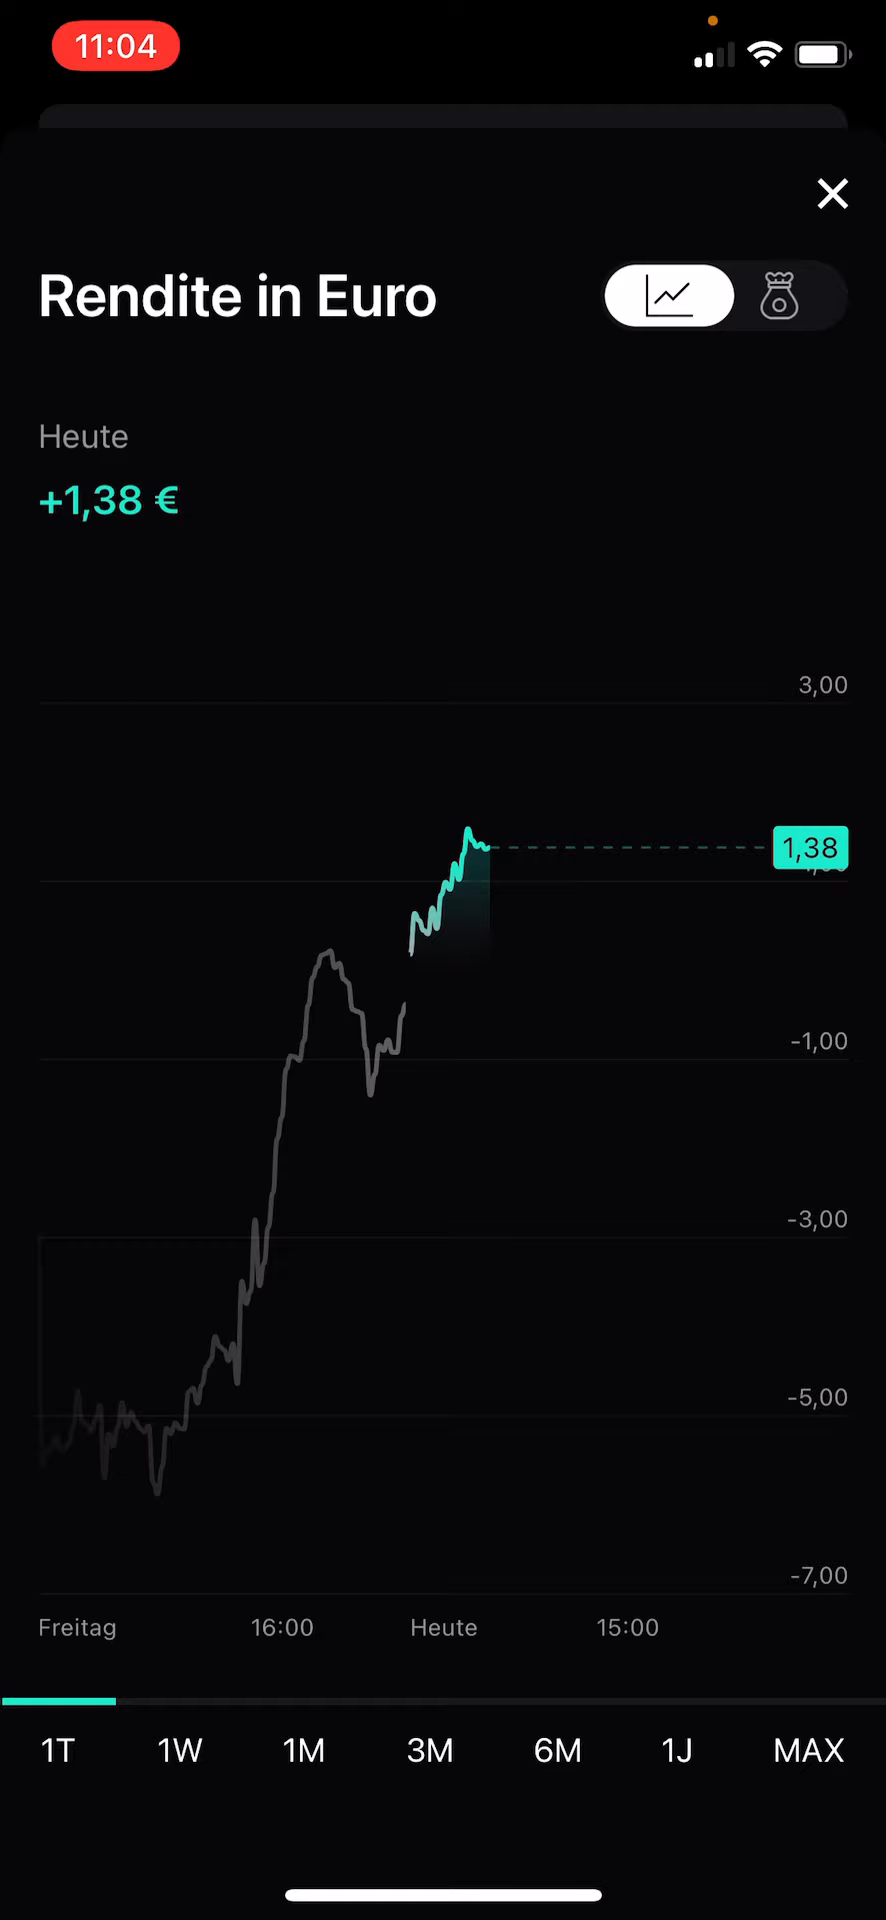 11:04
Rendite in Euro
Heute
+1,38 €
3,00
1,38
-1,00
-3,00
-5,00
-7,00
Freitag 16:00 Heute 15:00
1T 1W 1M 3M 6M 1J MAX